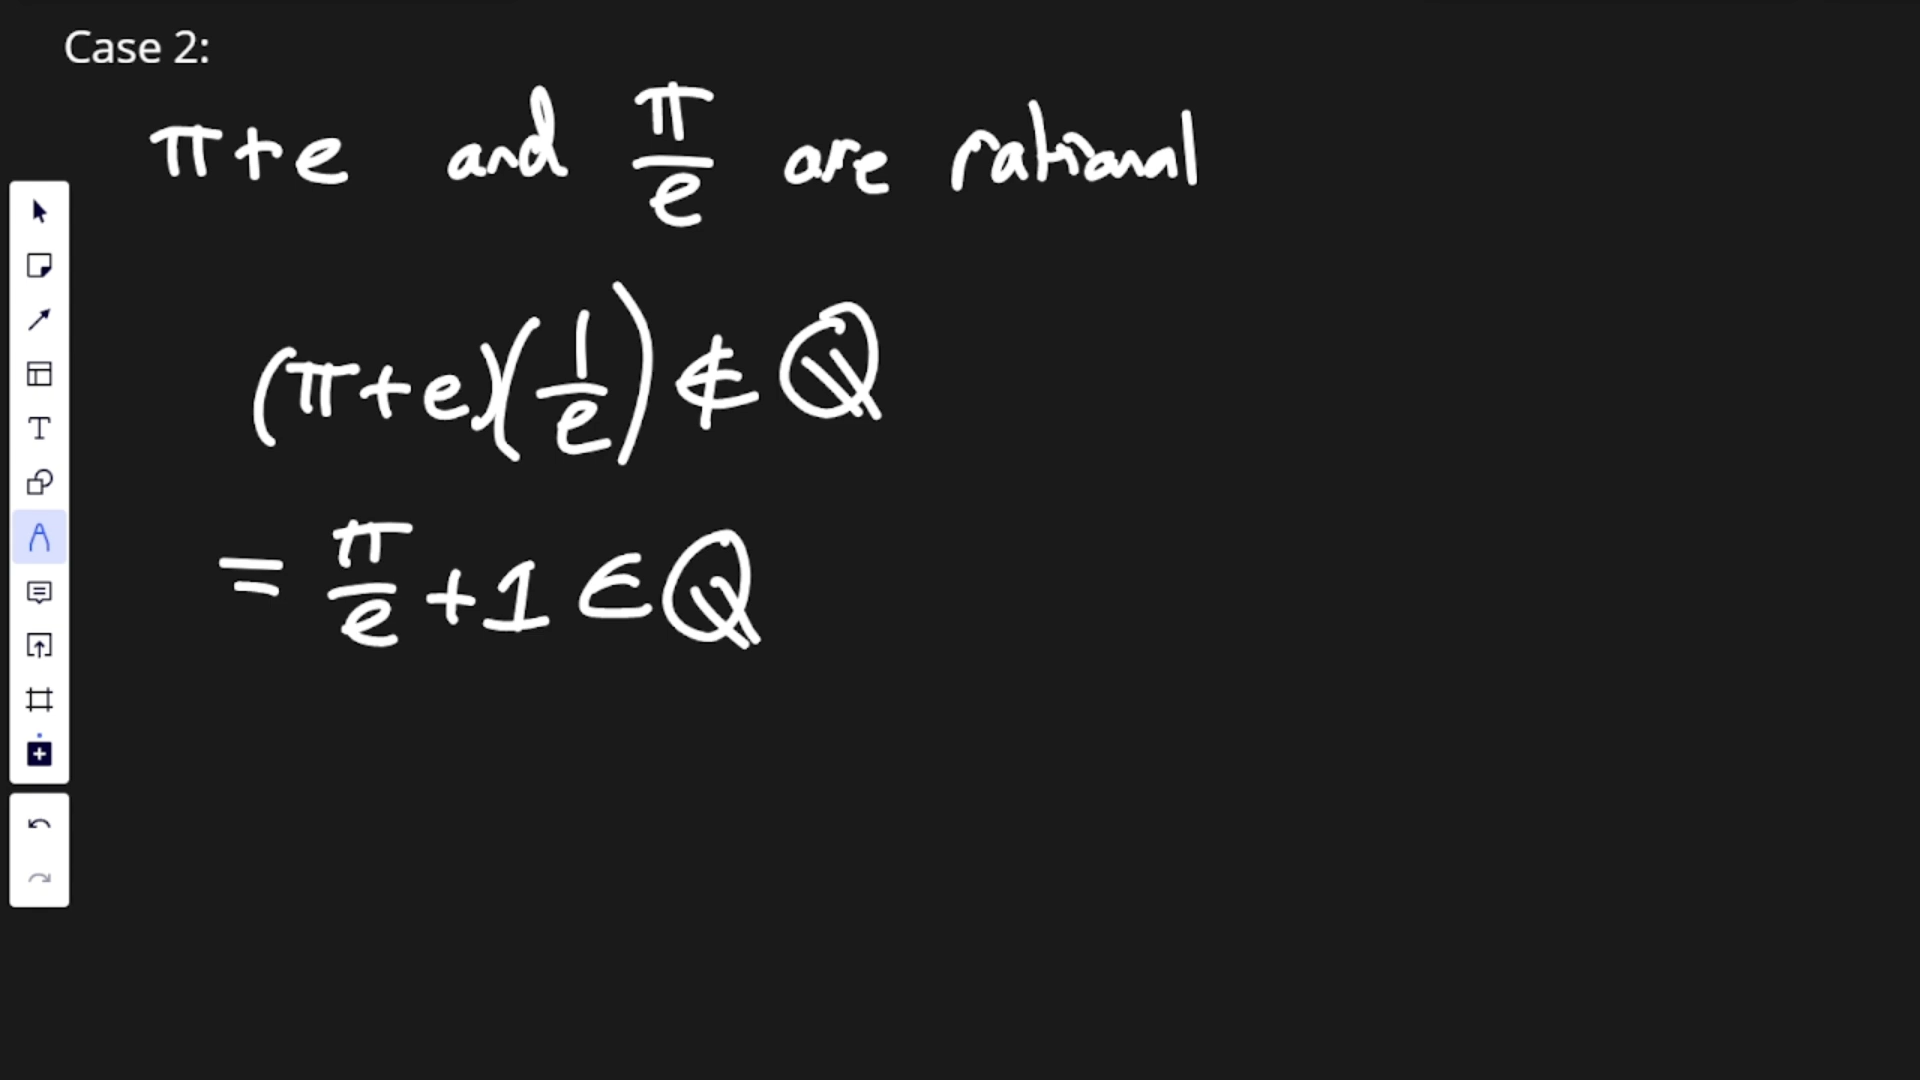 Case 2:
π+e and π/e are rational
(π+e)(1/e) ∉ ℚ
= π/e + 1 ∈ ℚ
T